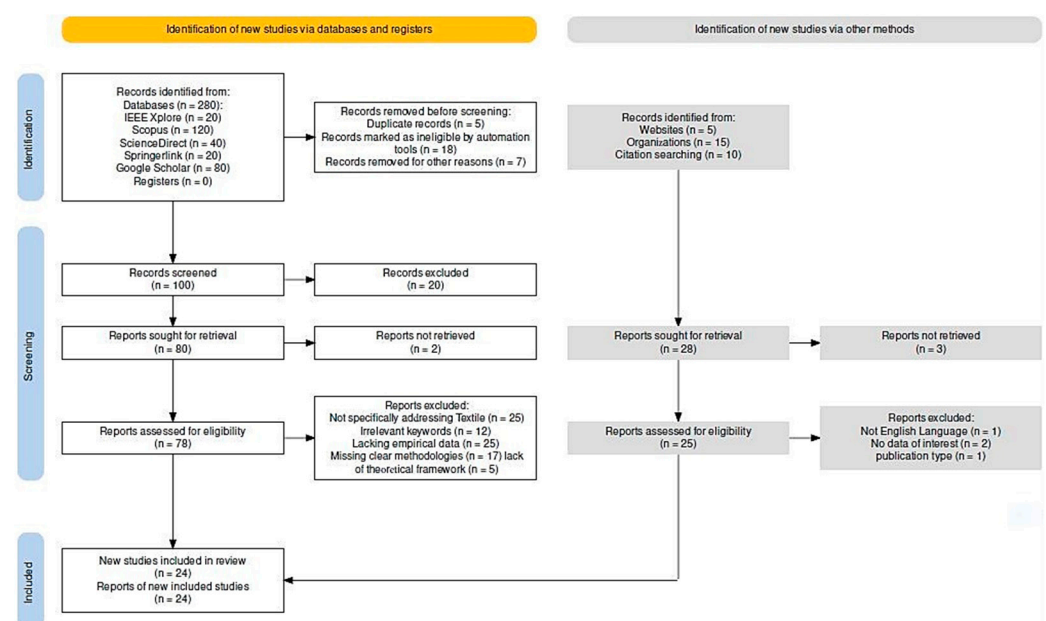 Identification of new studies via databases and registers
Identification of new studies via other methods
Identification
Records identified from:
Databases (n = 280):
IEEE Xplore (n = 20)
Scopus (n = 120)
ScienceDirect (n = 40)
Springerlink (n = 20)
Google Scholar (n = 80)
Registers (n = 0)
Records removed before screening:
Duplicate records (n = 5)
Records marked as ineligible by automation
tools (n = 18)
Records removed for other reasons (n = 7)
Records identified from:
Websites (n = 5)
Organizations (n = 15)
Citation searching (n = 10)
Screening
Records screened
(n = 100)
Records excluded
(n = 20)
Reports sought for retrieval
(n = 80)
Reports not retrieved
(n = 2)
Reports sought for retrieval
(n = 28)
Reports not retrieved
(n = 3)
Reports assessed for eligibility
(n = 78)
Reports excluded:
Not specifically addressing Textile (n = 25)
Irrelevant keywords (n = 12)
Lacking empirical data (n = 25)
Missing clear methodologies (n = 17) lack
of theoretical framework (n = 5)
Reports assessed for eligibility
(n = 25)
Reports excluded:
Not English Language (n = 1)
No data of interest (n = 2)
publication type (n = 1)
Included
New studies included in review
(n = 24)
Reports of new included studies
(n = 24)